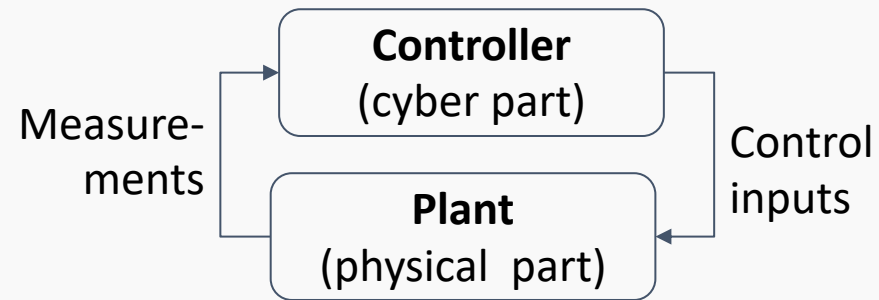 Controller
(cyber part)
Measure-
ments
Control
inputs
Plant
(physical part)